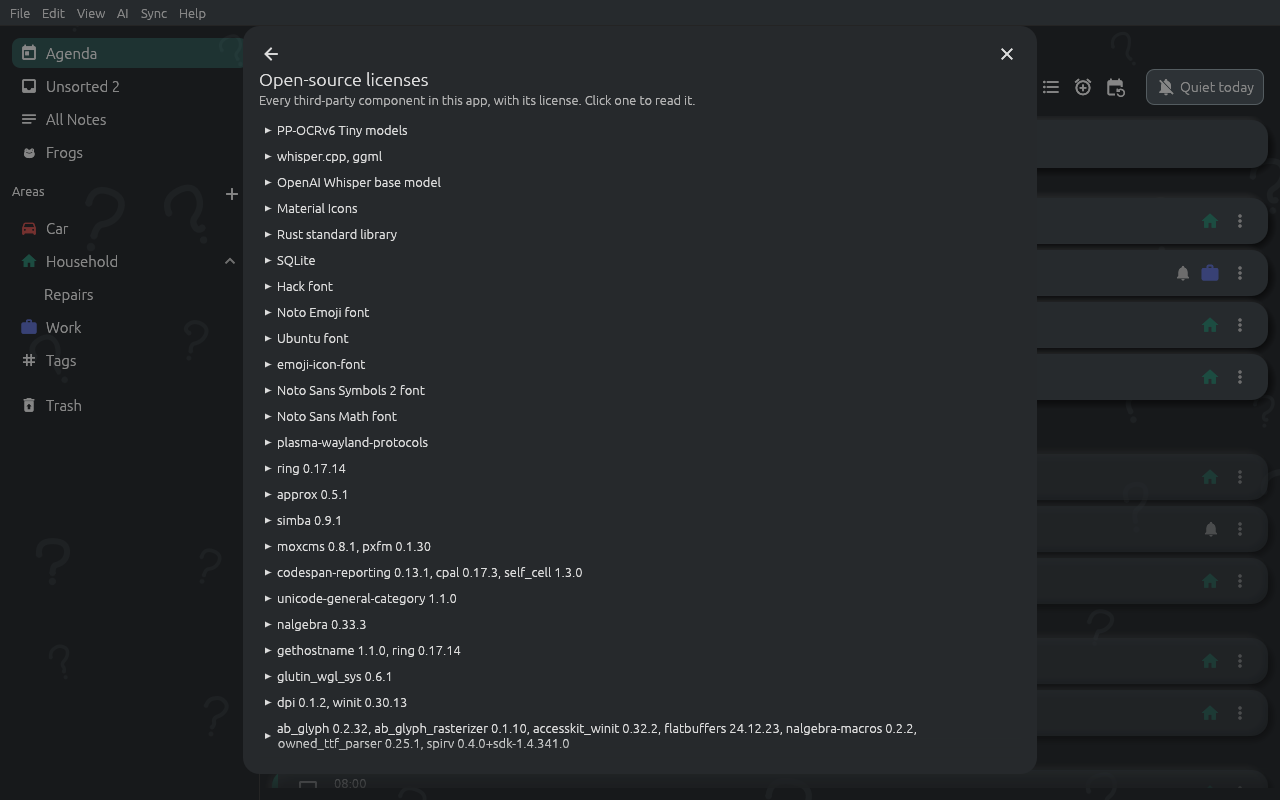 File Edit View AI Sync Help
Agenda
Unsorted 2
All Notes
Frogs
Areas
Car
Household
Repairs
Work
Tags
Trash
Quiet today
Open-source licenses
Every third-party component in this app, with its license. Click one to read it.
PP-OCRv6 Tiny models
whisper.cpp, ggml
OpenAI Whisper base model
Material Icons
Rust standard library
SQLite
Hack font
Noto Emoji font
Ubuntu font
emoji-icon-font
Noto Sans Symbols 2 font
Noto Sans Math font
plasma-wayland-protocols
ring 0.17.14
approx 0.5.1
simba 0.9.1
moxcms 0.8.1, pxfm 0.1.30
codespan-reporting 0.13.1, cpal 0.17.3, self_cell 1.3.0
unicode-general-category 1.1.0
nalgebra 0.33.3
gethostname 1.1.0, ring 0.17.14
glutin_wgl_sys 0.6.1
dpi 0.1.2, winit 0.30.13
ab_glyph 0.2.32, ab_glyph_rasterizer 0.1.10, accesskit_winit 0.32.2, flatbuffers 24.12.23, nalgebra-macros 0.2.2,
owned_ttf_parser 0.25.1, spirv 0.4.0+sdk-1.4.341.0
08:00